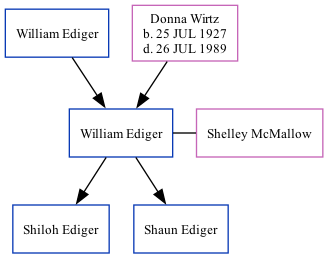 William Ediger
Donna Wirtz
b. 25 JUL 1927
d. 26 JUL 1989
William Ediger
Shelley McMallow
Shiloh Ediger
Shaun Ediger